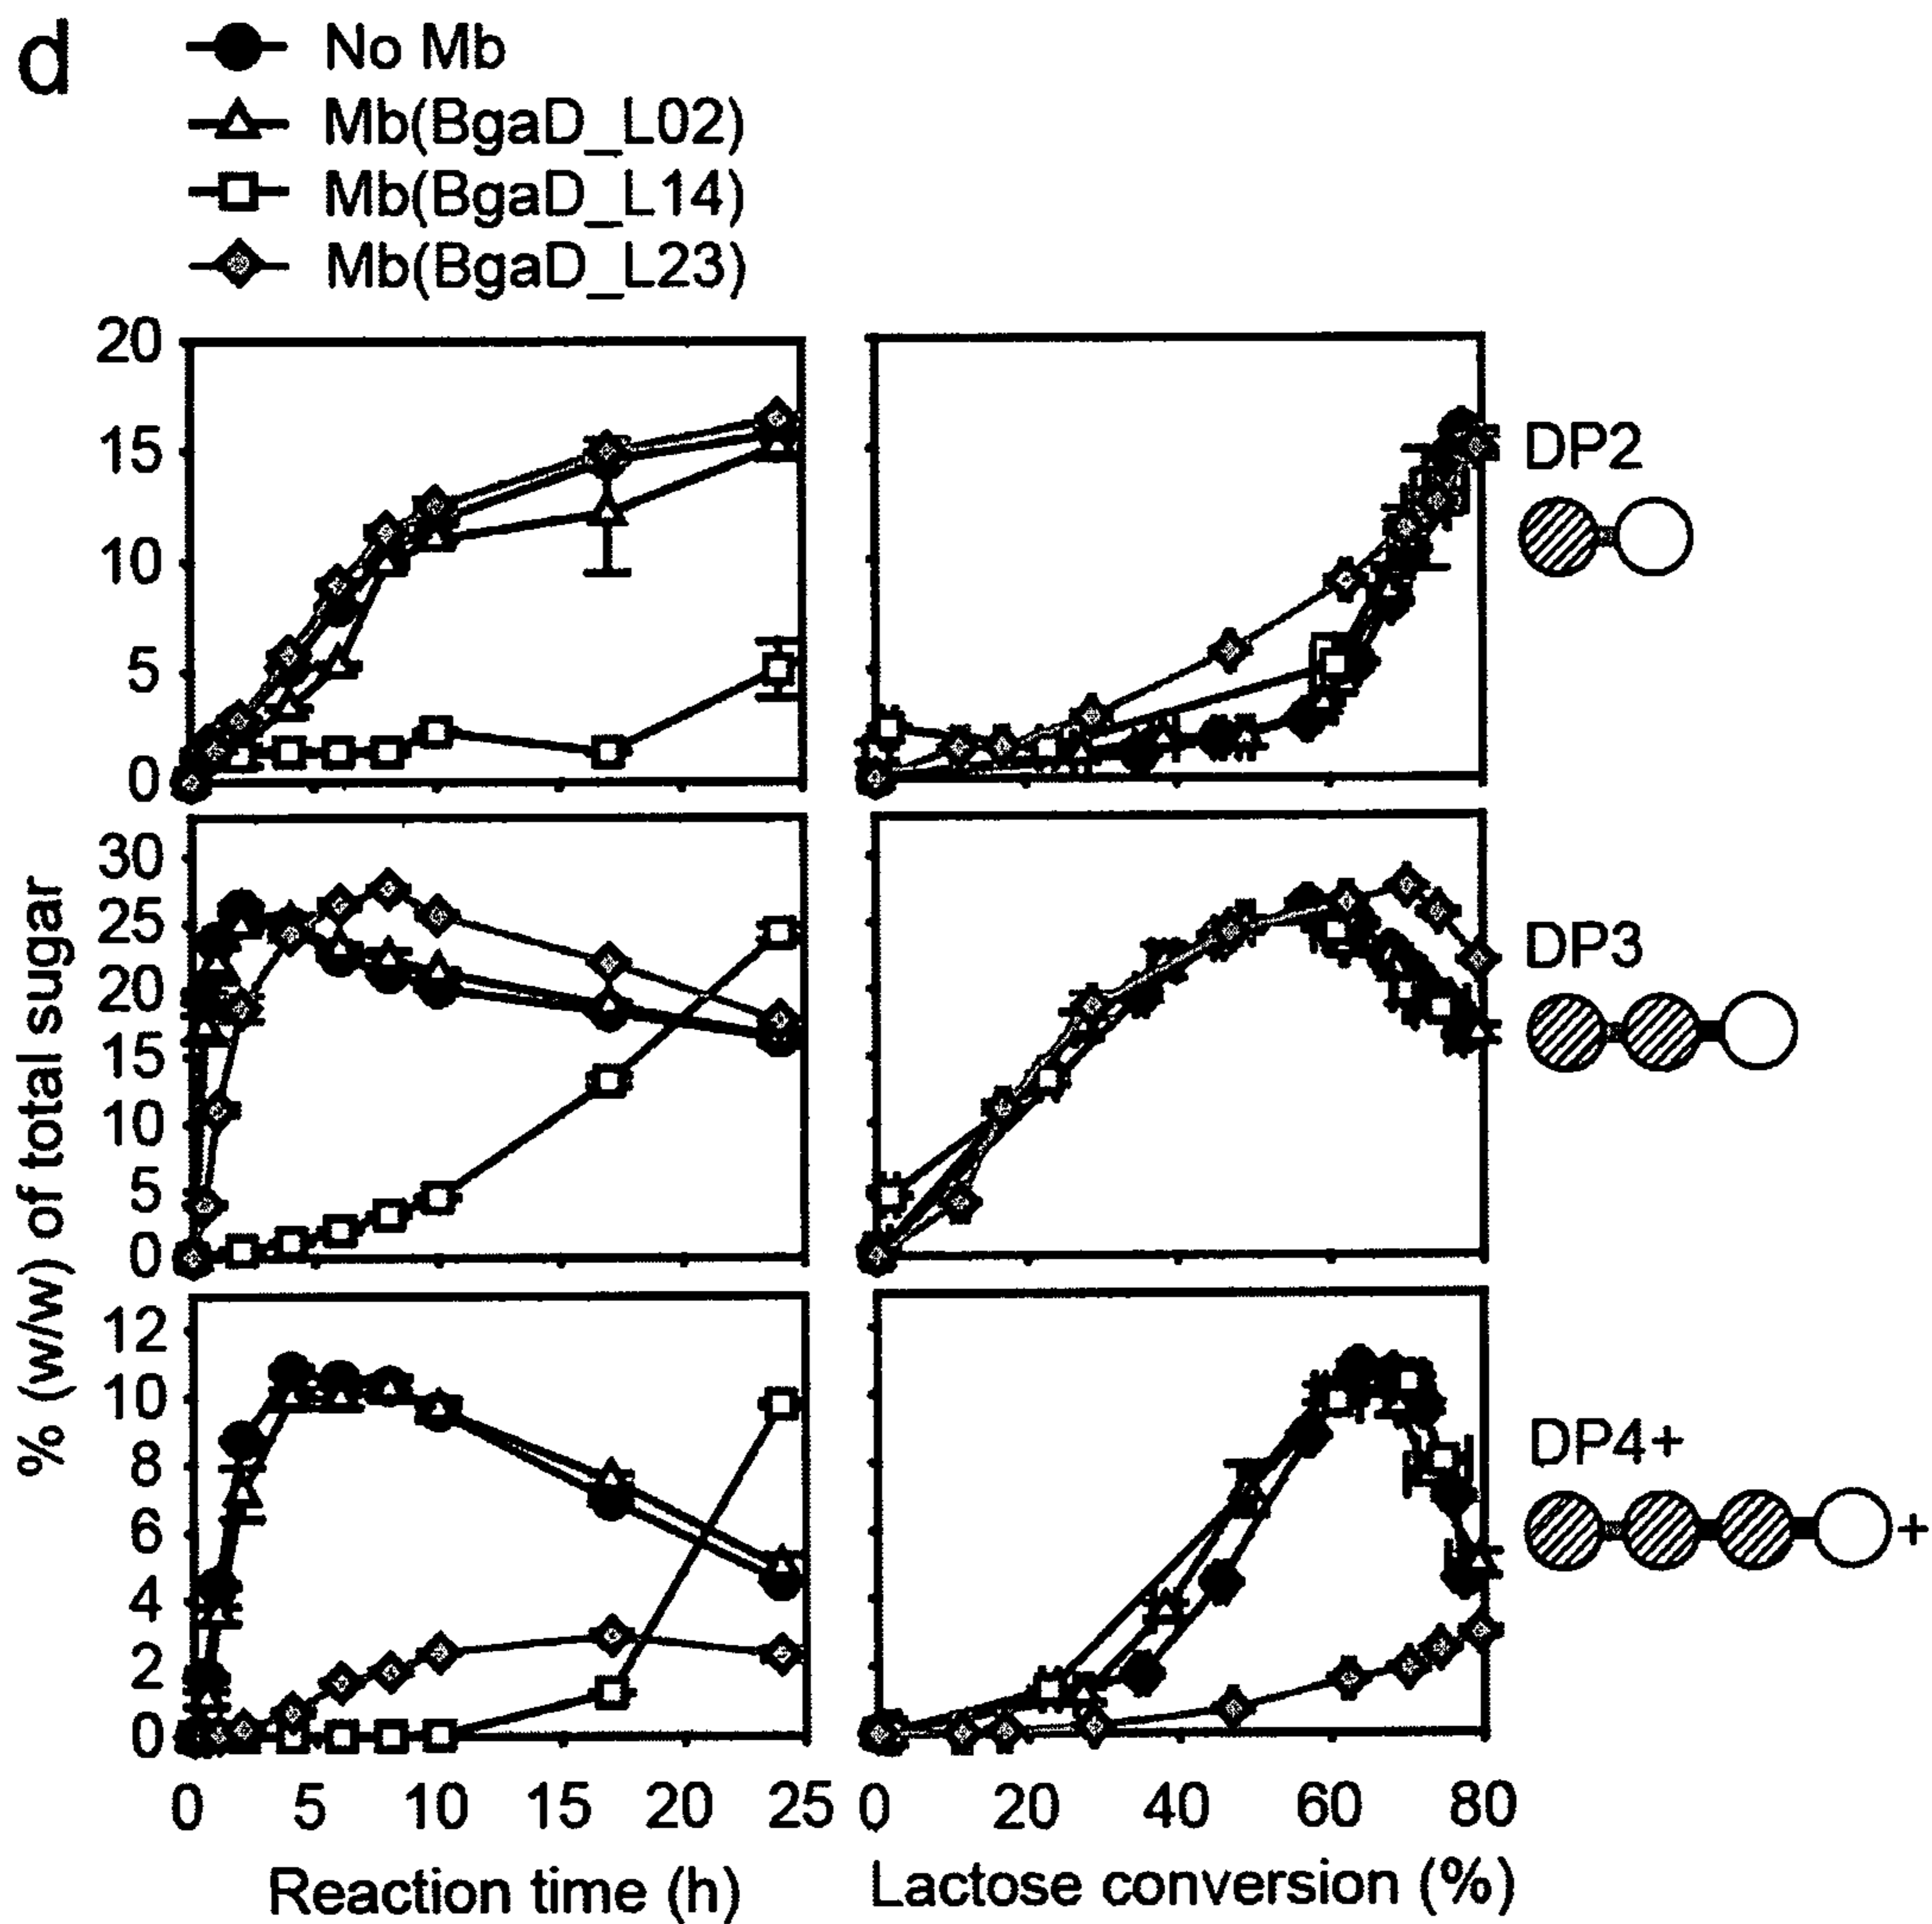 d
No Mb
Mb(BgaD_L02)
Mb(BgaD_L14)
Mb(BgaD_L23)
20
15
10
5
0
DP2
30
25
20
15
10
5
0
DP3
12
10
8
6
4
2
0
DP4+
+
% (w/w) of total sugar
0 5 10 15 20 25 0 20 40 60 80
Reaction time (h) Lactose conversion (%)